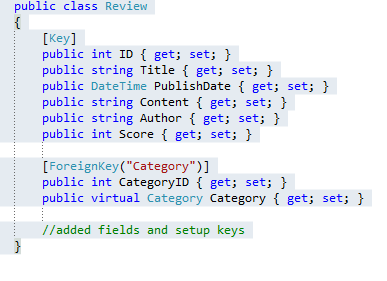 public class Review
{
[Key]
public int ID { get; set; }
public string Title { get; set; }
public DateTime PublishDate { get; set; }
public string Content { get; set; }
public string Author { get; set; }
public int Score { get; set; }
[ForeignKey("Category")]
public int CategoryID { get; set; }
public virtual Category Category { get; set; }
//added fields and setup keys
}